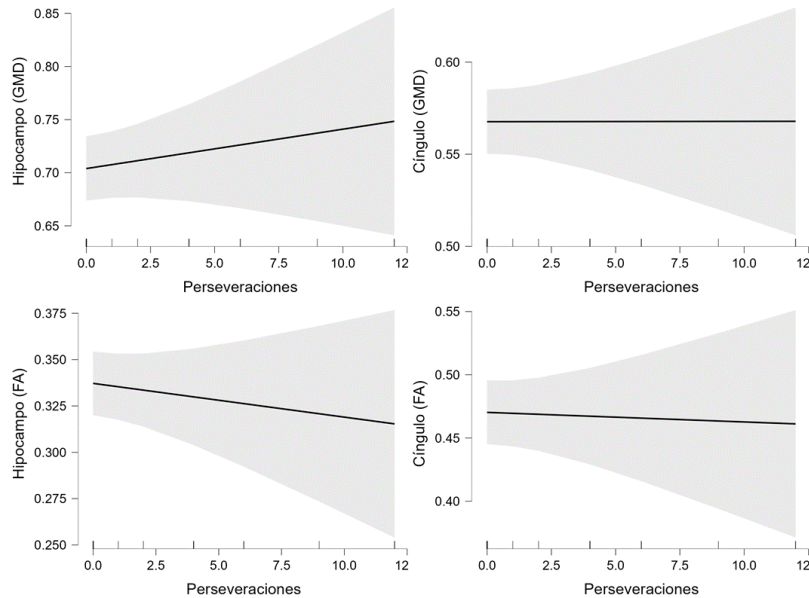 0.85
0.80
0.75
0.70
0.65
Hipocampo (GMD)
0.0 2.5 5.0 7.5 10.0 12
Perseveraciones
0.60
0.55
0.50
Cíngulo (GMD)
0.0 2.5 5.0 7.5 10.0 12
Perseveraciones
0.375
0.350
0.325
0.300
0.275
0.250
Hipocampo (FA)
0.0 2.5 5.0 7.5 10.0 12
Perseveraciones
0.55
0.50
0.45
0.40
Cíngulo (FA)
0.0 2.5 5.0 7.5 10.0 12
Perseveraciones